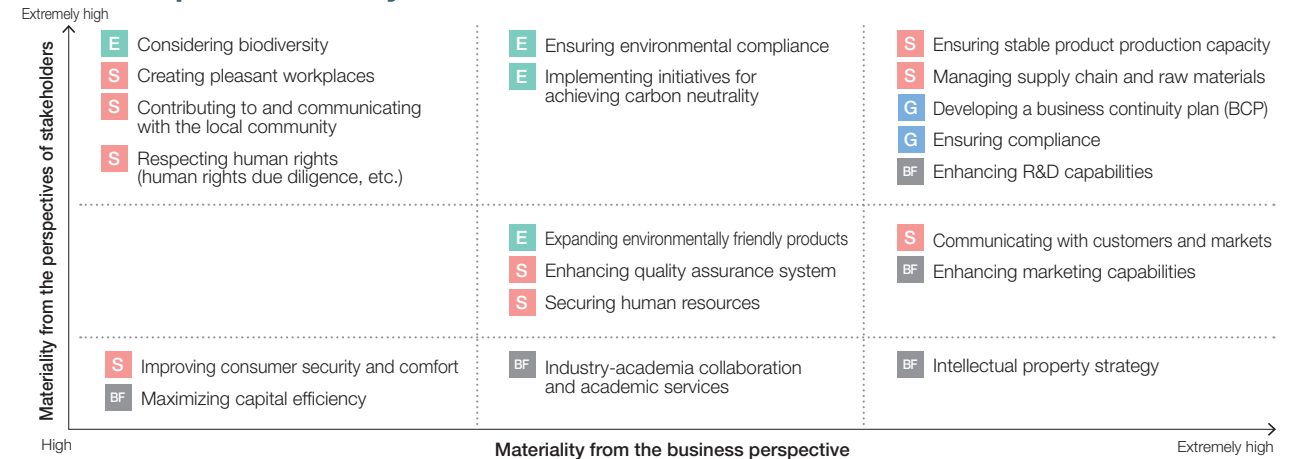 Extremely high
Materiality from the perspectives of stakeholders
E Considering biodiversity
S Creating pleasant workplaces
S Contributing to and communicating
with the local community
S Respecting human rights
(human rights due diligence, etc.)
E Ensuring environmental compliance
E Implementing initiatives for
achieving carbon neutrality
S Ensuring stable product production capacity
S Managing supply chain and raw materials
G Developing a business continuity plan (BCP)
G Ensuring compliance
BF Enhancing R&D capabilities
E Expanding environmentally friendly products
S Enhancing quality assurance system
S Securing human resources
S Communicating with customers and markets
BF Enhancing marketing capabilities
S Improving consumer security and comfort
BF Maximizing capital efficiency
BF Industry-academia collaboration
and academic services
BF Intellectual property strategy
High
Materiality from the business perspective
Extremely high